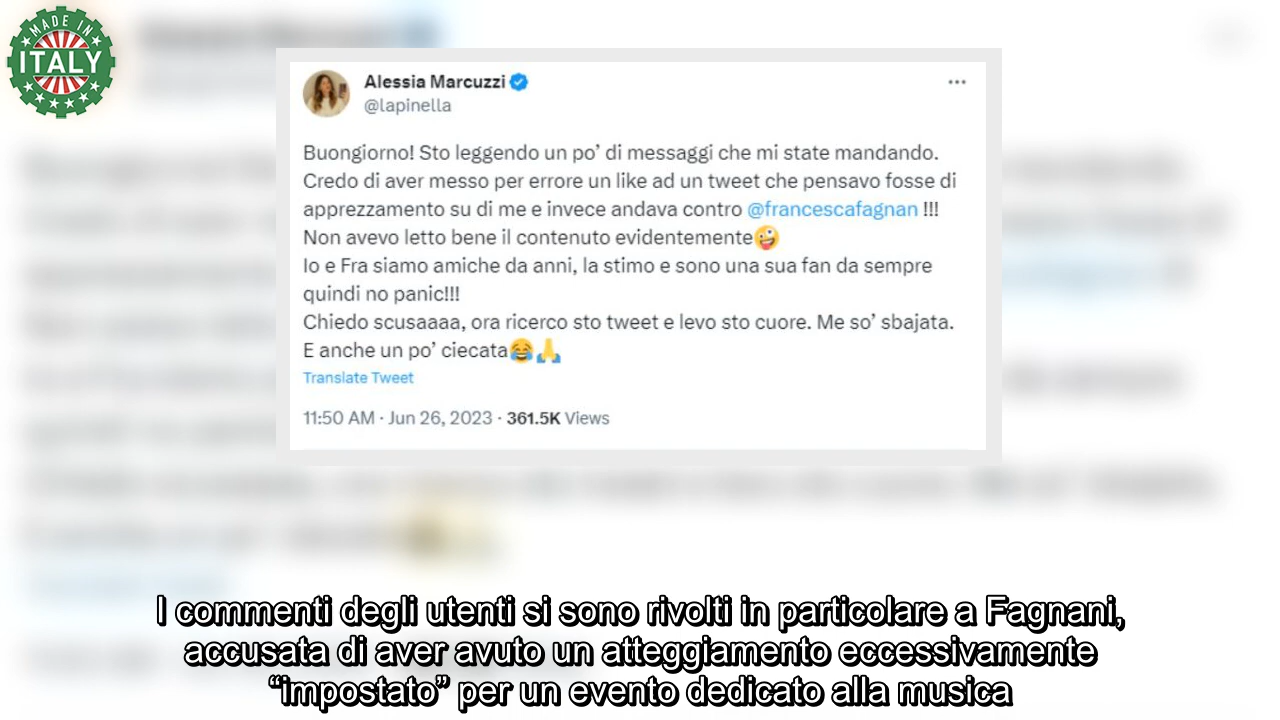 MADE IN
ITALY
Alessia Marcuzzi
@lapinella
Buongiorno! Sto leggendo un po’ di messaggi che mi state mandando.
Credo di aver messo per errore un like ad un tweet che pensavo fosse di
apprezzamento su di me e invece andava contro @francescafagnan !!!
Non avevo letto bene il contenuto evidentemente🤪
Io e Fra siamo amiche da anni, la stimo e sono una sua fan da sempre
quindi no panic!!!
Chiedo scusaaaa, ora ricerco sto tweet e levo sto cuore. Me so’ sbajata.
E anche un po’ ciecata😂🙏
Translate Tweet
11:50 AM · Jun 26, 2023 · 361.5K Views
I commenti degli utenti si sono rivolti in particolare a Fagnani,
accusata di aver avuto un atteggiamento eccessivamente
“impostato” per un evento dedicato alla musica